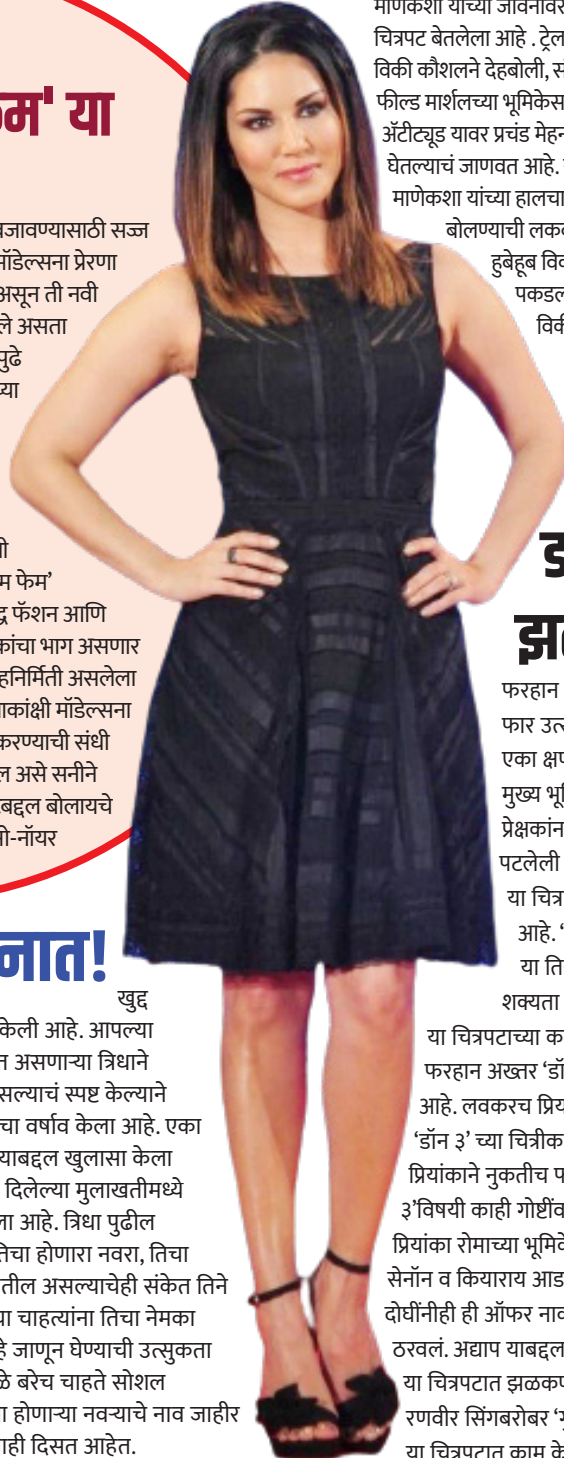 म' या
बजावण्यासाठी सज्ज
मॉडेल्सना प्रेरणा
असून ती नवी
ले असता
पुढे
च्या
म फेम'
फॅशन आणि
कांचा भाग असणार
हनिर्मिती असलेला
ाकांक्षी मॉडेल्सना
करण्याची संधी
ल असे सनीने
बद्दल बोलायचे
ी-नॉयर
नात!
खुद्द
केली आहे. आपल्या
त असणाऱ्या त्रिधाने
सल्याचं स्पष्ट केल्याने
चा वर्षाव केला आहे. एका
याबद्दल खुलासा केला
दिलेल्या मुलाखतीमध्ये
ला आहे. त्रिधा पुढील
तिचा होणारा नवरा, तिचा
तील असल्याचेही संकेत तिने
या चाहत्यांना तिचा नेमका
हे जाणून घेण्याची उत्सुकता
ळे बरेच चाहते सोशल
ा होणाऱ्या नवऱ्याचे नाव जाहीर
ाही दिसत आहेत.
माणेकशा यांच्या जीवनावर
चित्रपट बेतलेला आहे . ट्रेल
विकी कौशलने देहबोली, सं
फील्ड मार्शलच्या भूमिकेस
ॲटीट्यूड यावर प्रचंड मेहन
घेतल्याचं जाणवत आहे.
माणेकशा यांच्या हालचा
बोलण्याची लकब
हुबेहूब विक
पकडल
विकी
ड
झल
फरहान
फार उत्स
एका क्षण
मुख्य भूमि
प्रेक्षकांन
पटलेली
या चित्र
आहे. '
या ति
शक्यता
या चित्रपटाच्या क
फरहान अख्तर 'डॉ
आहे. लवकरच प्रिय
'डॉन ३' च्या चित्रीक
प्रियांकाने नुकतीच प
३'विषयी काही गोष्टींव
प्रियांका रोमाच्या भूमिके
सेनॉन व कियाराय आड
दोघींनीही ही ऑफर नाव
ठरवलं. अद्याप याबद्दल
या चित्रपटात झळकण
रणवीर सिंगबरोबर 'गु
या चित्रपटात काम के